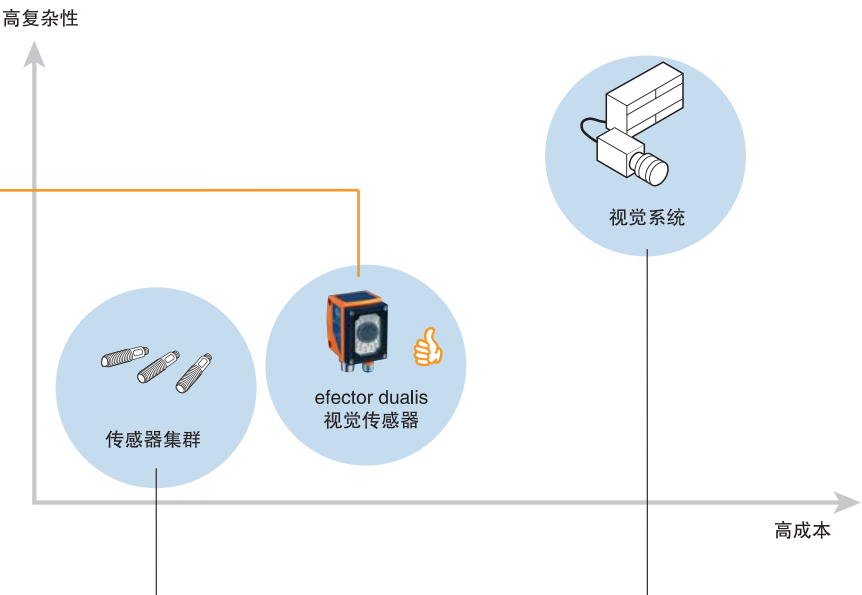 高复杂性
视觉系统
efector dualis
视觉传感器
传感器集群
高成本